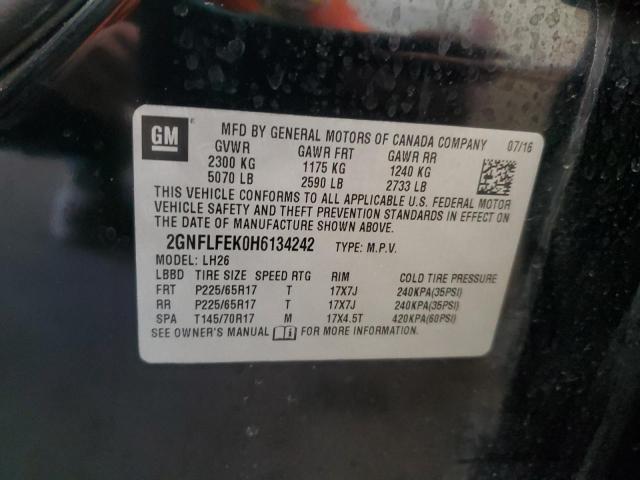 GM
MFD BY GENERAL MOTORS OF CANADA COMPANY 07/16
GVWR GAWR FRT GAWR RR
2300 KG 1175 KG 1240 KG
5070 LB 2590 LB 2733 LB
THIS VEHICLE CONFORMS TO ALL APPLICABLE U.S. FEDERAL MOTOR
VEHICLE SAFETY AND THEFT PREVENTION STANDARDS IN EFFECT ON
THE DATE OF MANUFACTURE SHOWN ABOVE.
2GNFLFEK0H6134242 TYPE: M.P.V.
MODEL: LH26
LBBD TIRE SIZE SPEED RTG RIM COLD TIRE PRESSURE
FRT P225/65R17 T 17X7J 240KPA(35PSI)
RR P225/65R17 T 17X7J 240KPA(35PSI)
SPA T145/70R17 M 17X4.5T 420KPA(60PSI)
SEE OWNER'S MANUAL FOR MORE INFORMATION.